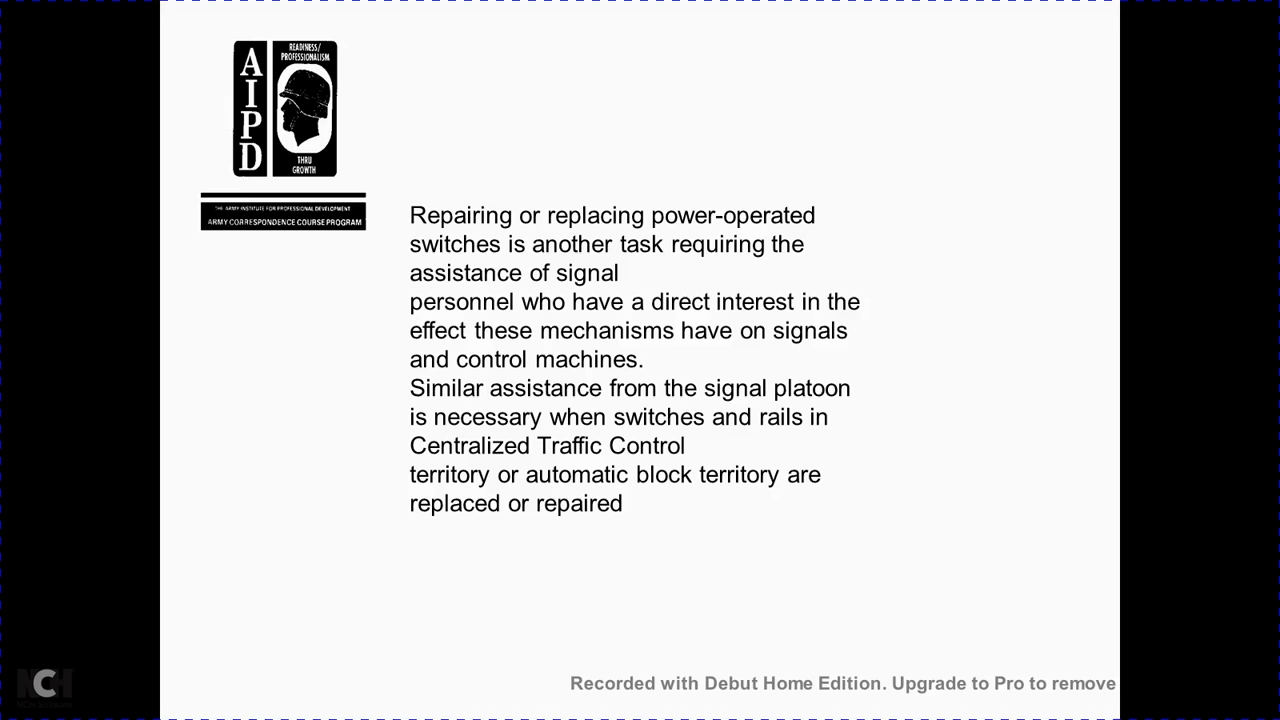 AIPD
READINESS/
PROFESSIONALISM
THRU
GROWTH
THE ARMY INSTITUTE FOR PROFESSIONAL DEVELOPMENT
ARMY CORRESPONDENCE COURSE PROGRAM
Repairing or replacing power-operated
switches is another task requiring the
assistance of signal
personnel who have a direct interest in the
effect these mechanisms have on signals
and control machines.
Similar assistance from the signal platoon
is necessary when switches and rails in
Centralized Traffic Control
territory or automatic block territory are
replaced or repaired
Recorded with Debut Home Edition. Upgrade to Pro to remove
NCH
NCH Software